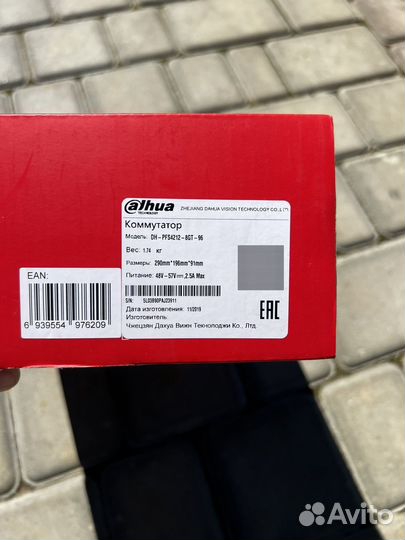 alhua
TECHNOLOGY
ZHEJIANG DAHUA VISION TECHNOLOGY CO.,LTD
Коммутатор
Модель: DH-PFS4212-8GT-96
Вес: 1.74 кг
Размеры: 290mm*196mm*91mm
Питание: 48V-57V⎓,2.5A Max
S/N: 5L03890PAJ23911
Дата изготовления: 11/2019
Изготовитель:
Чжецзян Дахуа Вижн Текнолоджи Ко., Лтд.
EAC
EAN:
6 939554 976209
Avito